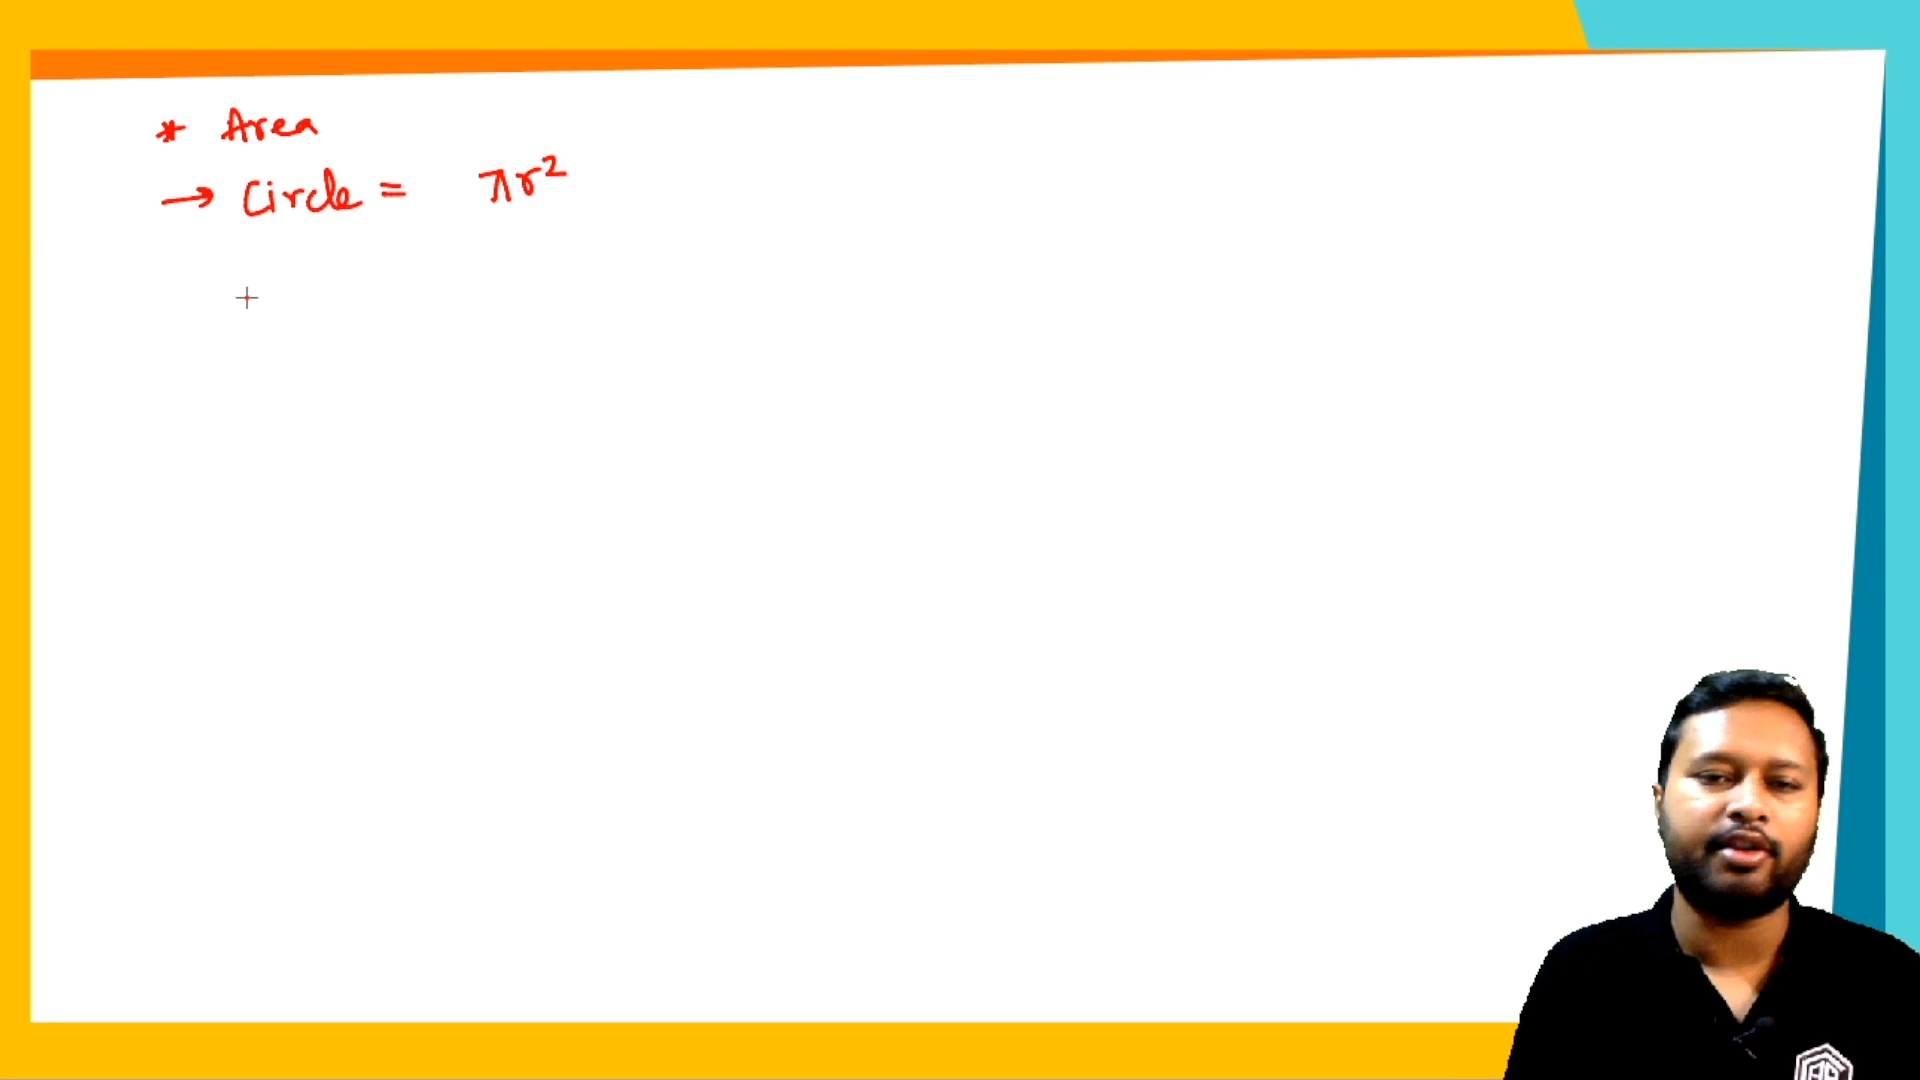 * Area
→ Circle = πr²